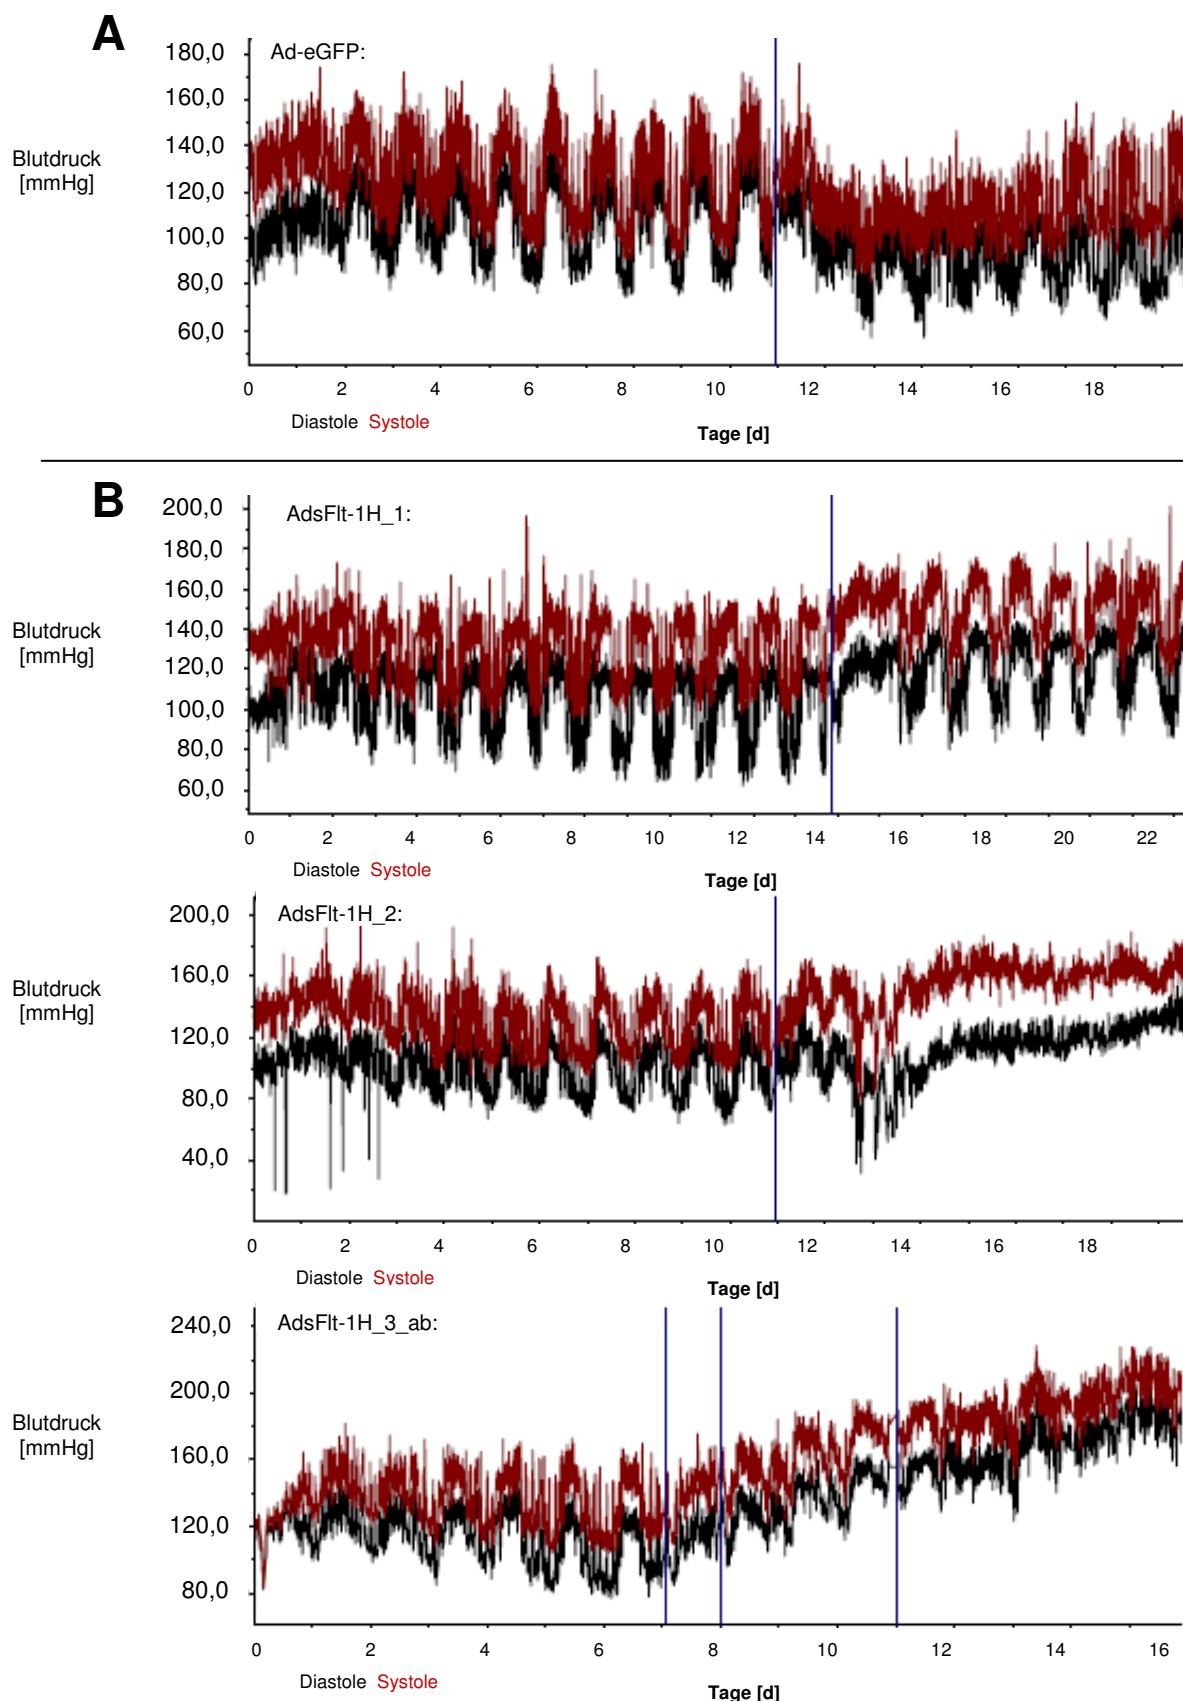 A
Ad-eGFP:
180,0
160,0
140,0
120,0
100,0
80,0
60,0
Blutdruck
[mmHg]
0 2 4 6 8 10 12 14 16 18
Diastole Systole
Tage [d]
B
AdsFlt-1H_1:
200,0
180,0
160,0
140,0
120,0
100,0
80,0
60,0
Blutdruck
[mmHg]
0 2 4 6 8 10 12 14 16 18 20 22
Diastole Systole
Tage [d]
AdsFlt-1H_2:
200,0
160,0
120,0
80,0
40,0
Blutdruck
[mmHg]
0 2 4 6 8 10 12 14 16 18
Diastole Systole
Tage [d]
AdsFlt-1H_3_ab:
240,0
200,0
160,0
120,0
80,0
Blutdruck
[mmHg]
0 2 4 6 8 10 12 14 16
Diastole Systole
Tage [d]